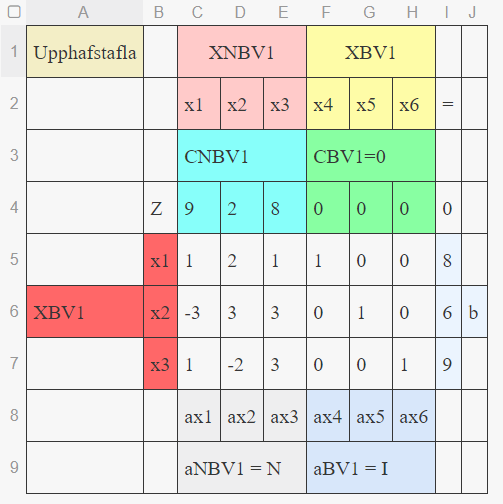 A B C D E F G H I J
1 Upphafstafla XNBV1 XBV1
2 x1 x2 x3 x4 x5 x6 =
3 CNBV1 CBV1=0
4 Z 9 2 8 0 0 0 0
5 x1 1 2 1 1 0 0 8
6 XBV1 x2 -3 3 3 0 1 0 6 b
7 x3 1 -2 3 0 0 1 9
8 ax1 ax2 ax3 ax4 ax5 ax6
9 aNBV1 = N aBV1 = I